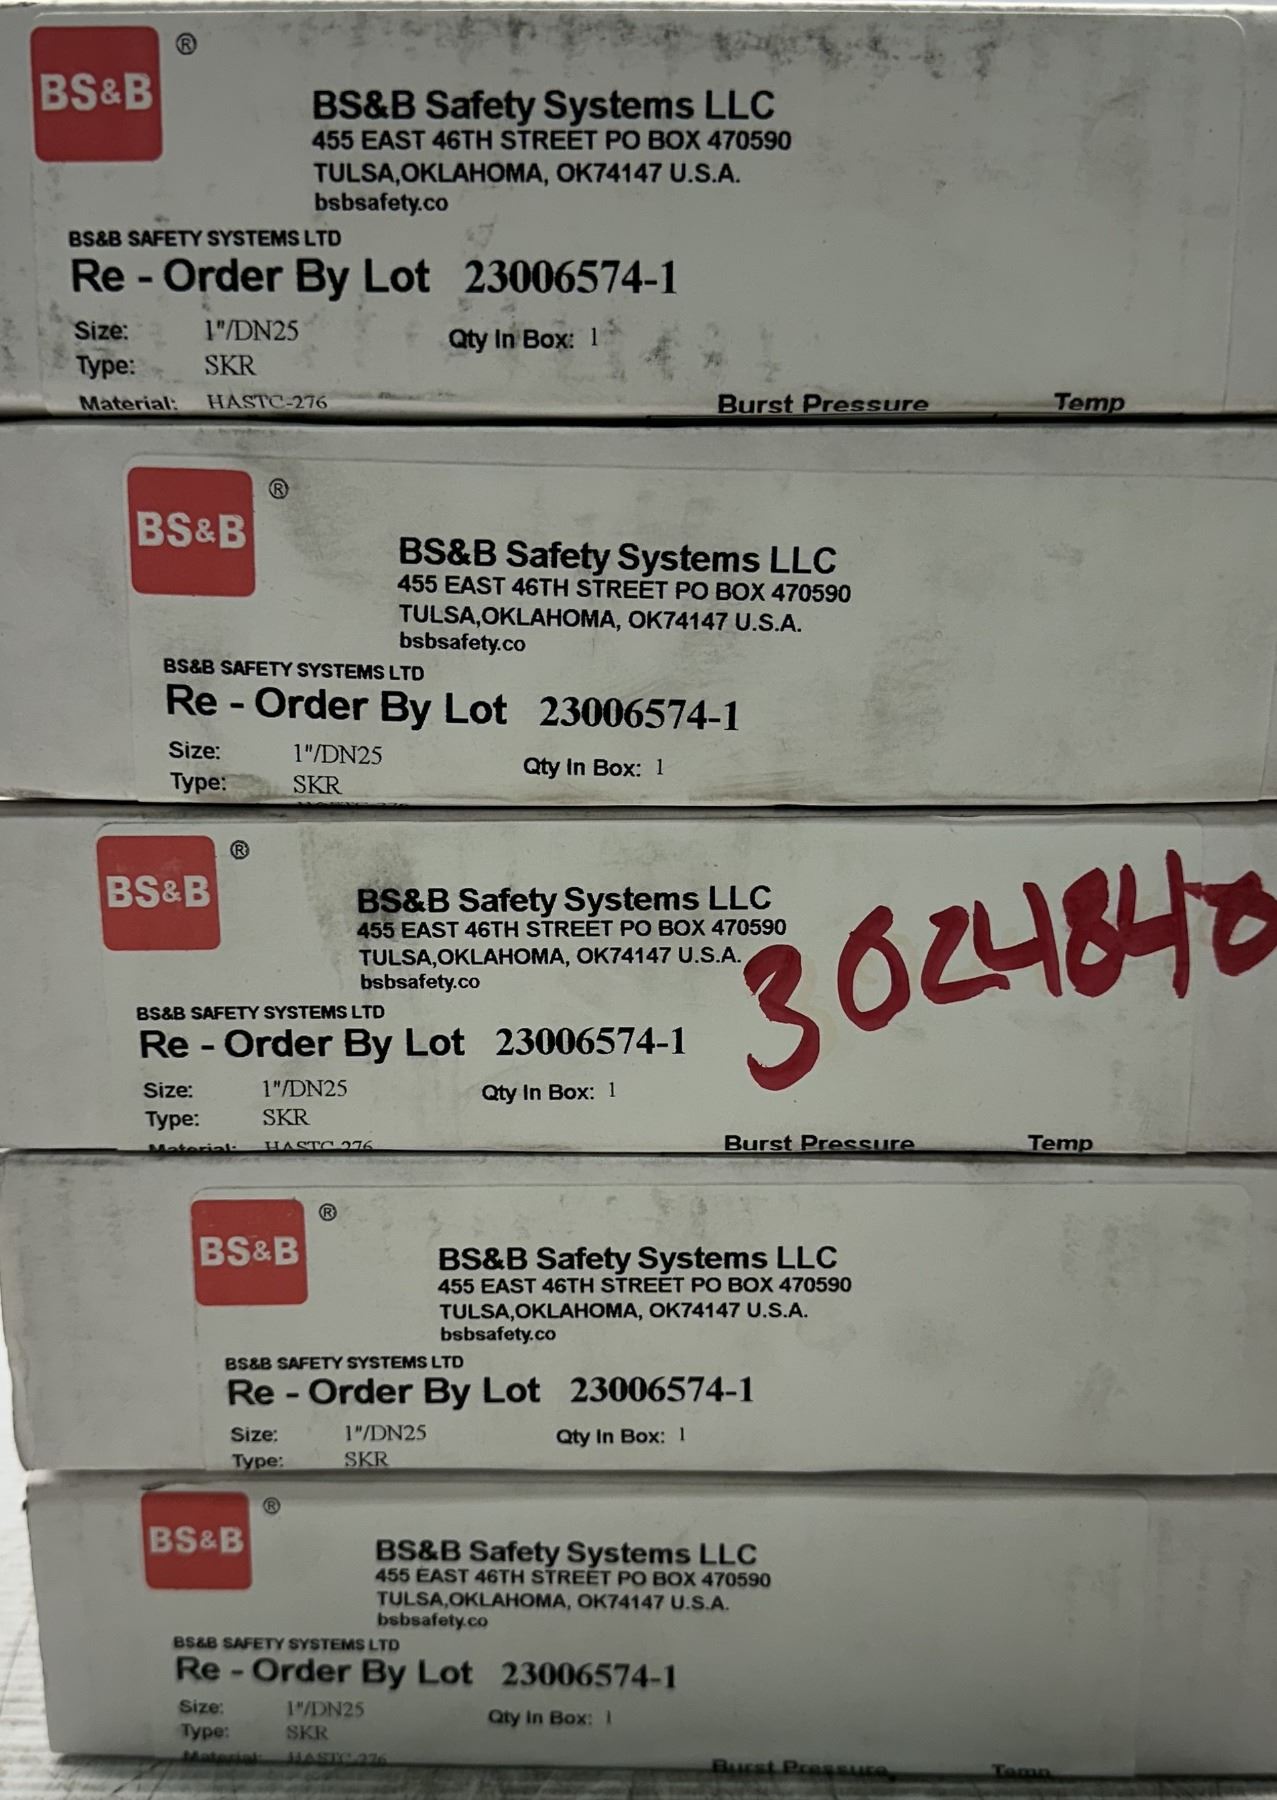 BS&B ®
BS&B Safety Systems LLC
455 EAST 46TH STREET PO BOX 470590
TULSA,OKLAHOMA, OK74147 U.S.A.
bsbsafety.co
BS&B SAFETY SYSTEMS LTD
Re - Order By Lot 23006574-1
Size: 1"/DN25 Qty In Box: 1
Type: SKR
Material: HASTC-276 Burst Pressure Temp
BS&B ®
BS&B Safety Systems LLC
455 EAST 46TH STREET PO BOX 470590
TULSA,OKLAHOMA, OK74147 U.S.A.
bsbsafety.co
BS&B SAFETY SYSTEMS LTD
Re - Order By Lot 23006574-1
Size: 1"/DN25 Qty In Box: 1
Type: SKR
BS&B ®
BS&B Safety Systems LLC
455 EAST 46TH STREET PO BOX 470590
TULSA,OKLAHOMA, OK74147 U.S.A.
bsbsafety.co
3024840
BS&B SAFETY SYSTEMS LTD
Re - Order By Lot 23006574-1
Size: 1"/DN25 Qty In Box: 1
Type: SKR
Material: HASTC-276 Burst Pressure Temp
BS&B ®
BS&B Safety Systems LLC
455 EAST 46TH STREET PO BOX 470590
TULSA,OKLAHOMA, OK74147 U.S.A.
bsbsafety.co
BS&B SAFETY SYSTEMS LTD
Re - Order By Lot 23006574-1
Size: 1"/DN25 Qty In Box: 1
Type: SKR
BS&B ®
BS&B Safety Systems LLC
455 EAST 46TH STREET PO BOX 470590
TULSA,OKLAHOMA, OK74147 U.S.A.
bsbsafety.co
BS&B SAFETY SYSTEMS LTD
Re - Order By Lot 23006574-1
Size: 1"/DN25 Qty In Box: 1
Type: SKR
Material: HASTC-276 Burst Pressure Temp